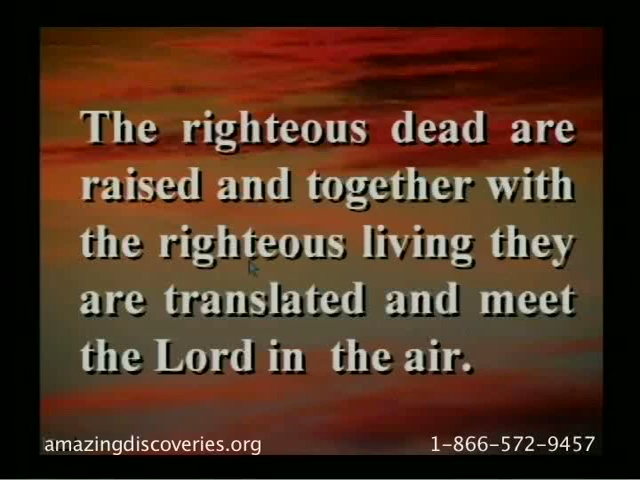 The righteous dead are
raised and together with
the righteous living they
are translated and meet
the Lord in the air.
amazingdiscoveries.org
1-866-572-9457